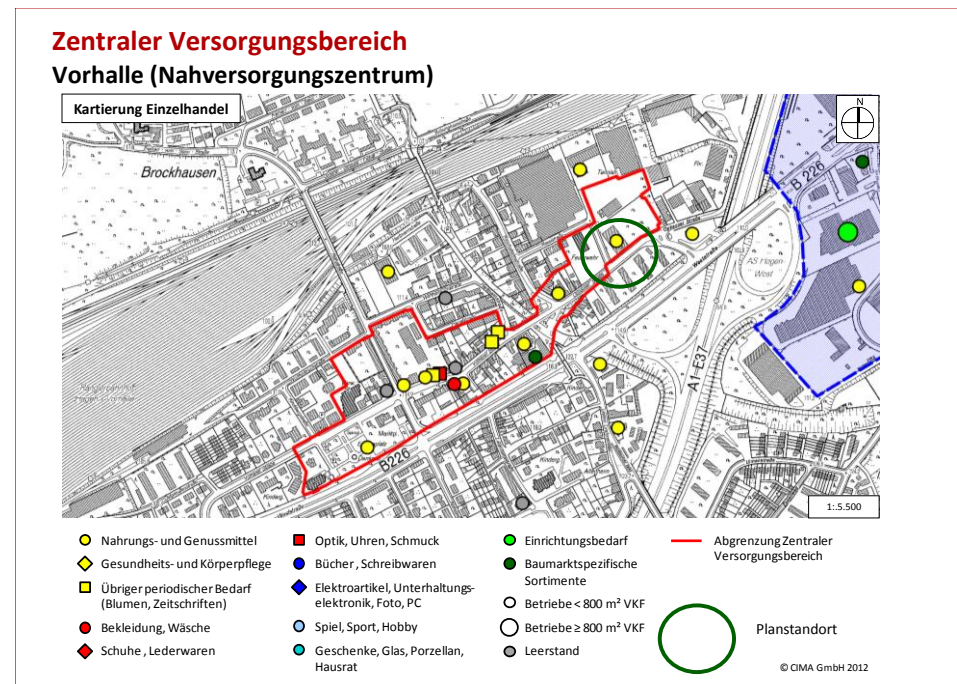 Zentraler Versorgungsbereich
Vorhalle (Nahversorgungszentrum)
Kartierung Einzelhandel
N
Brockhausen
B 226
AS Hagen
West
Feuerwehr
A 1 - E37
B226
Marktp.
1:.5.500
Nahrungs- und Genussmittel
Gesundheits- und Körperpflege
Übriger periodischer Bedarf
(Blumen, Zeitschriften)
Bekleidung, Wäsche
Schuhe , Lederwaren
Optik, Uhren, Schmuck
Bücher , Schreibwaren
Elektroartikel, Unterhaltungs-
elektronik, Foto, PC
Spiel, Sport, Hobby
Geschenke, Glas, Porzellan,
Hausrat
Einrichtungsbedarf
Baumarktspezifische
Sortimente
Betriebe < 800 m² VKF
Betriebe ≥ 800 m² VKF
Leerstand
Abgrenzung Zentraler
Versorgungsbereich
Planstandort
© CIMA GmbH 2012